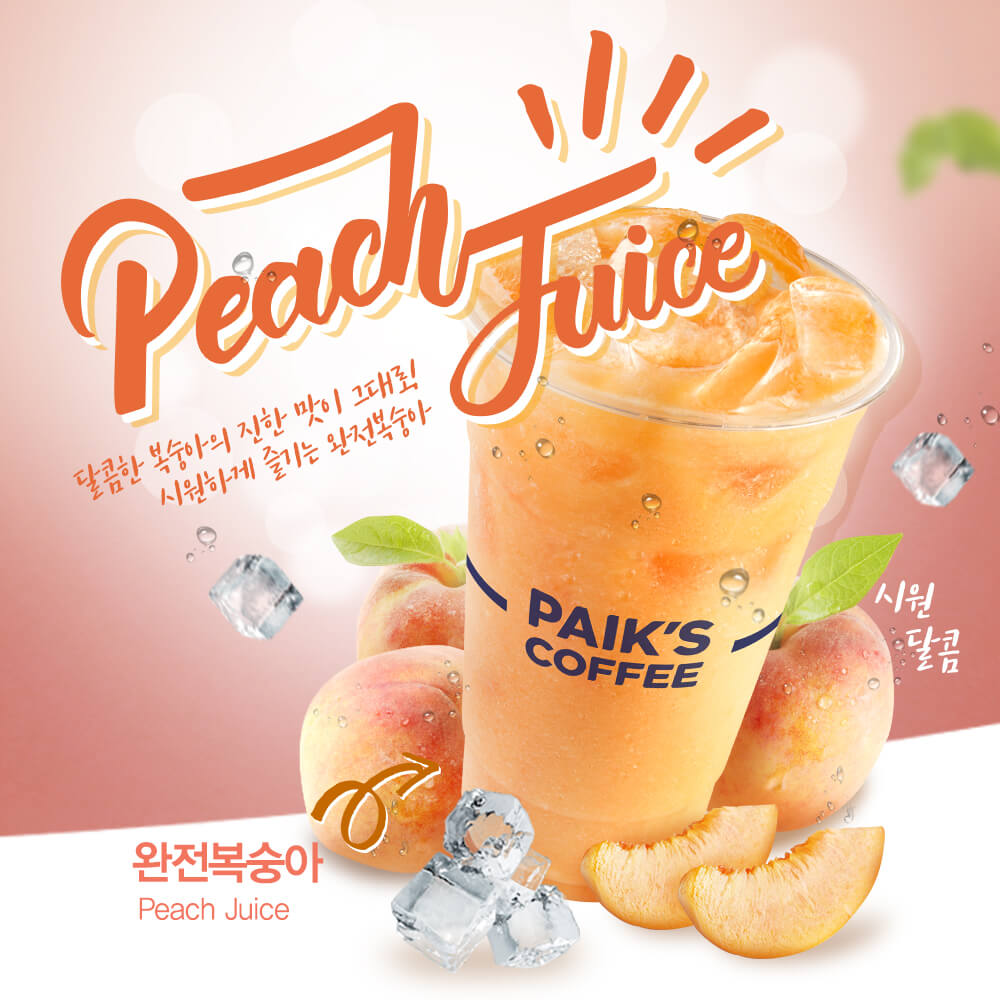 Peach Juice
달콤한 복숭아의 진한 맛이 그대로!
시원하게 즐기는 완전복숭아
PAIK'S
COFFEE
시원
달콤
완전복숭아
Peach Juice